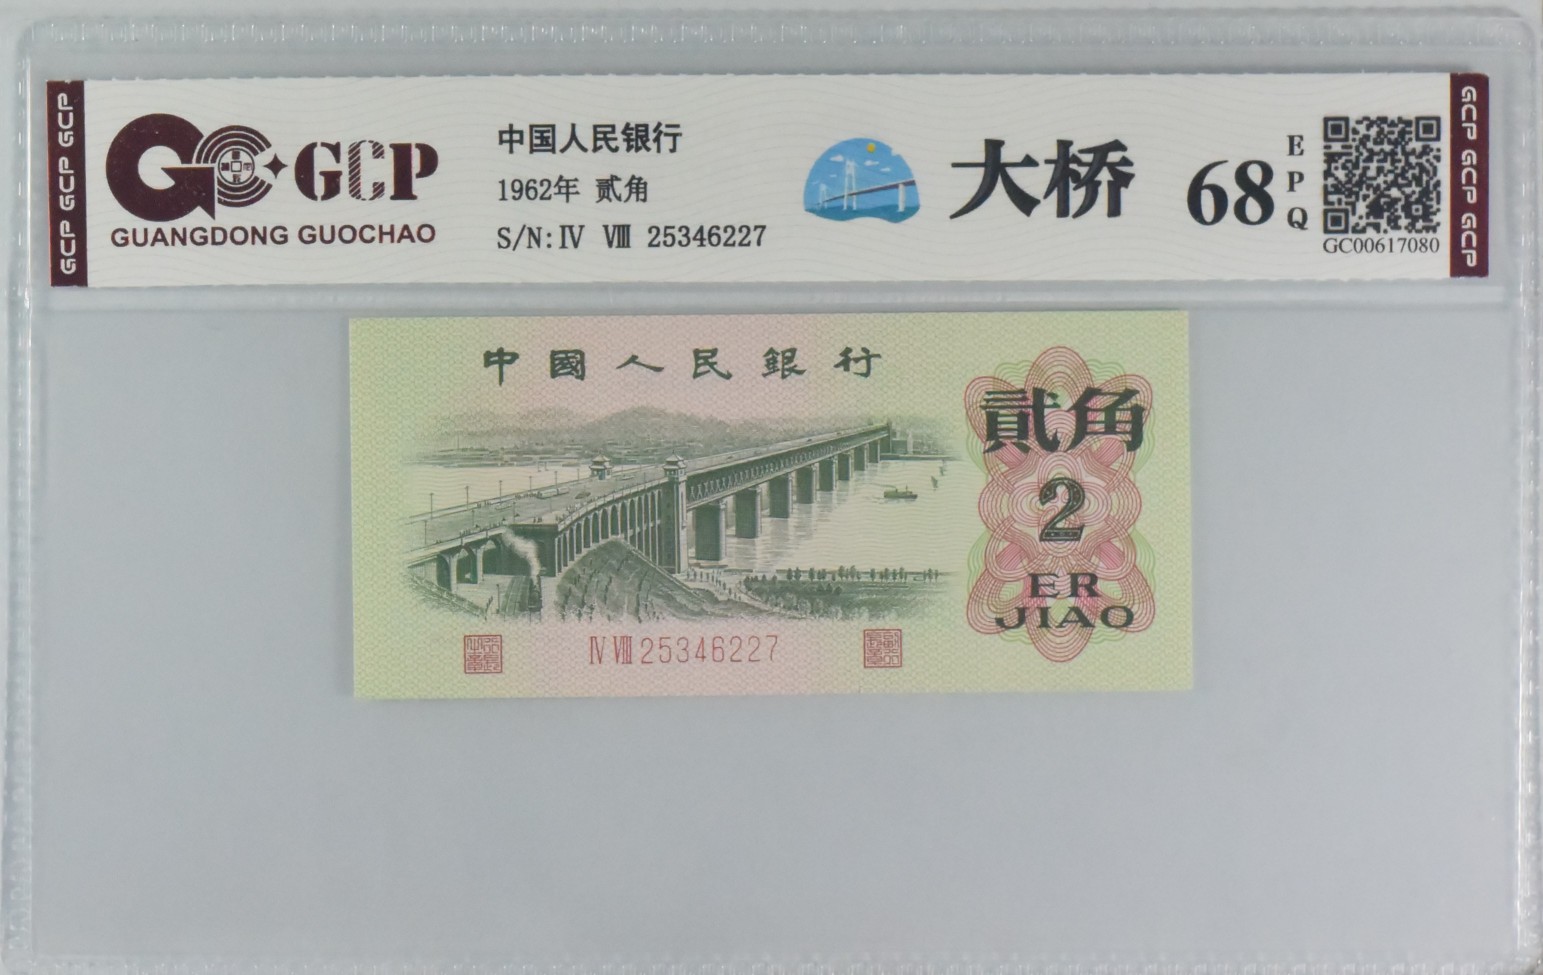 GCP GCP GCP
GCP
GUANGDONG GUOCHAO
中国人民银行
1962年 贰角
S/N: IV VIII 25346227
大桥
68
EPQ
GC00617080
GCP GCP GCP
中國人民銀行
貳角
2
ER
JIAO
IV VIII 25346227